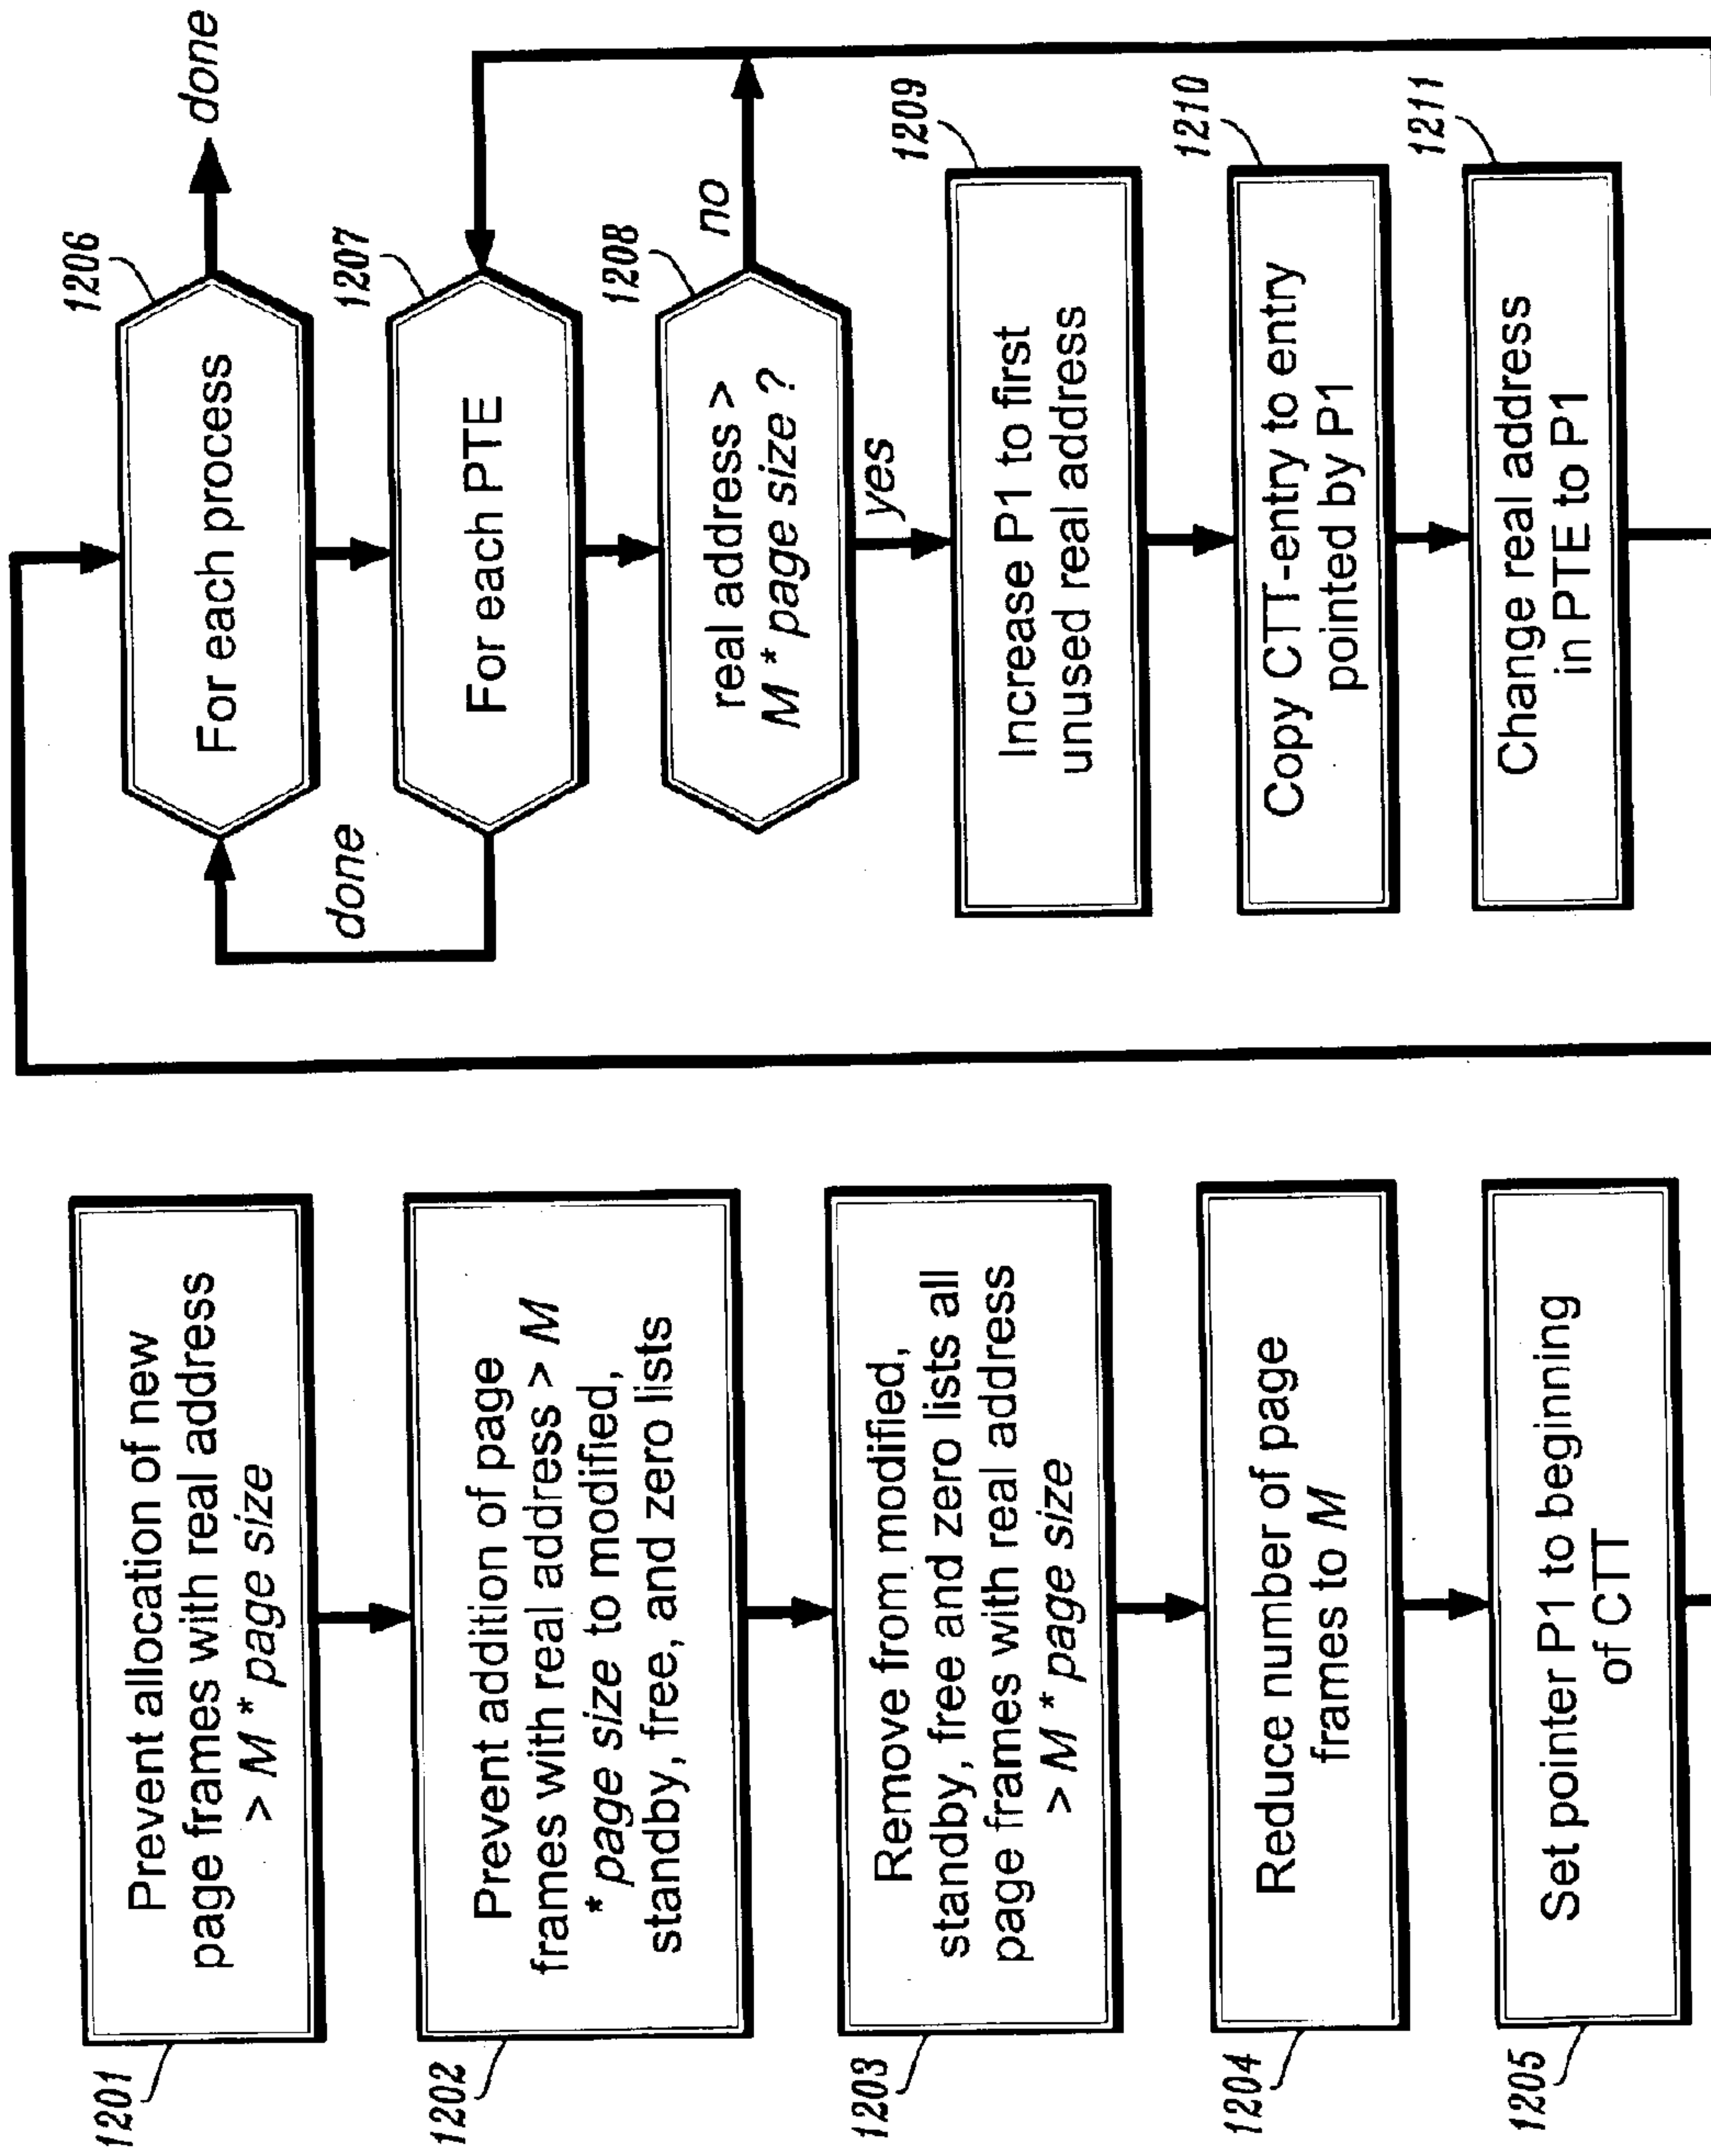 1201
Prevent allocation of new
page frames with real address
> M * page size
1202
Prevent addition of page
frames with real address > M
* page size to modified,
standby, free, and zero lists
1203
Remove from modified,
standby, free and zero lists all
page frames with real address
> M * page size
1204
Reduce number of page
frames to M
1205
Set pointer P1 to beginning
of CTT
1206
For each process
done
1207
For each PTE
done
1208
real address >
M * page size ?
no
yes
1209
Increase P1 to first
unused real address
1210
Copy CTT-entry to entry
pointed by P1
1211
Change real address
in PTE to P1